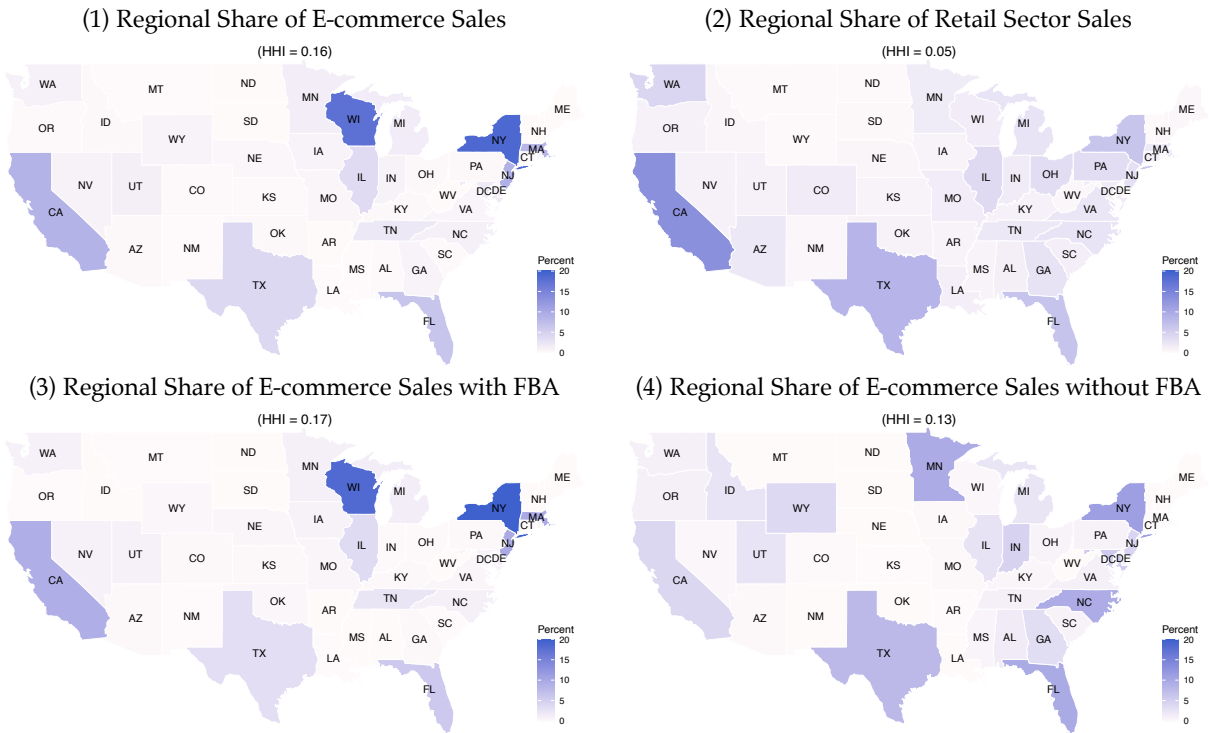 (1) Regional Share of E-commerce Sales
(HHI = 0.16)
WA
MT
ND
MN
ME
OR
ID
SD
WI
MI
NY
NH
MA
CT
WY
IA
NE
PA
NJ
NV
UT
CO
IL
IN
OH
DC
DE
CA
KS
MO
WV
VA
KY
AZ
NM
OK
AR
TN
NC
SC
TX
MS
AL
GA
LA
FL
Percent
20
15
10
5
0
(2) Regional Share of Retail Sector Sales
(HHI = 0.05)
WA
MT
ND
MN
ME
OR
ID
SD
WI
MI
NY
NH
MA
CT
WY
IA
NE
PA
NJ
NV
UT
CO
IL
IN
OH
DC
DE
CA
KS
MO
WV
VA
KY
AZ
NM
OK
AR
TN
NC
SC
TX
MS
AL
GA
LA
FL
Percent
20
15
10
5
0
(3) Regional Share of E-commerce Sales with FBA
(HHI = 0.17)
WA
MT
ND
MN
ME
OR
ID
SD
WI
MI
NY
NH
MA
CT
WY
IA
NE
PA
NJ
NV
UT
CO
IL
IN
OH
DC
DE
CA
KS
MO
WV
VA
KY
AZ
NM
OK
AR
TN
NC
SC
TX
MS
AL
GA
LA
FL
Percent
20
15
10
5
0
(4) Regional Share of E-commerce Sales without FBA
(HHI = 0.13)
WA
MT
ND
MN
ME
OR
ID
SD
WI
MI
NY
NH
MA
CT
WY
IA
NE
PA
NJ
NV
UT
CO
IL
IN
OH
DC
DE
CA
KS
MO
WV
VA
KY
AZ
NM
OK
AR
TN
NC
SC
TX
MS
AL
GA
LA
FL
Percent
20
15
10
5
0